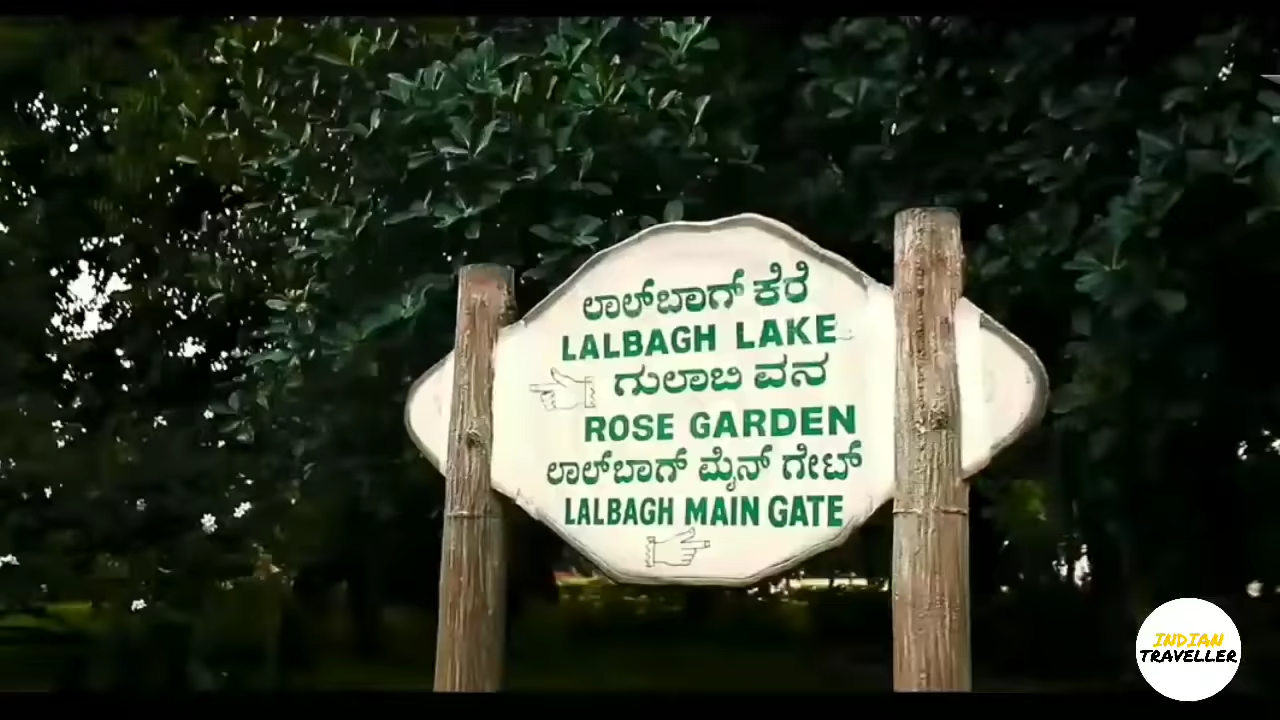 ಲಾಲ್‌ಬಾಗ್ ಕೆರೆ
LALBAGH LAKE
ಗುಲಾಬಿ ವನ
ROSE GARDEN
ಲಾಲ್‌ಬಾಗ್ ಮೈನ್ ಗೇಟ್
LALBAGH MAIN GATE
INDIAN
TRAVELLER